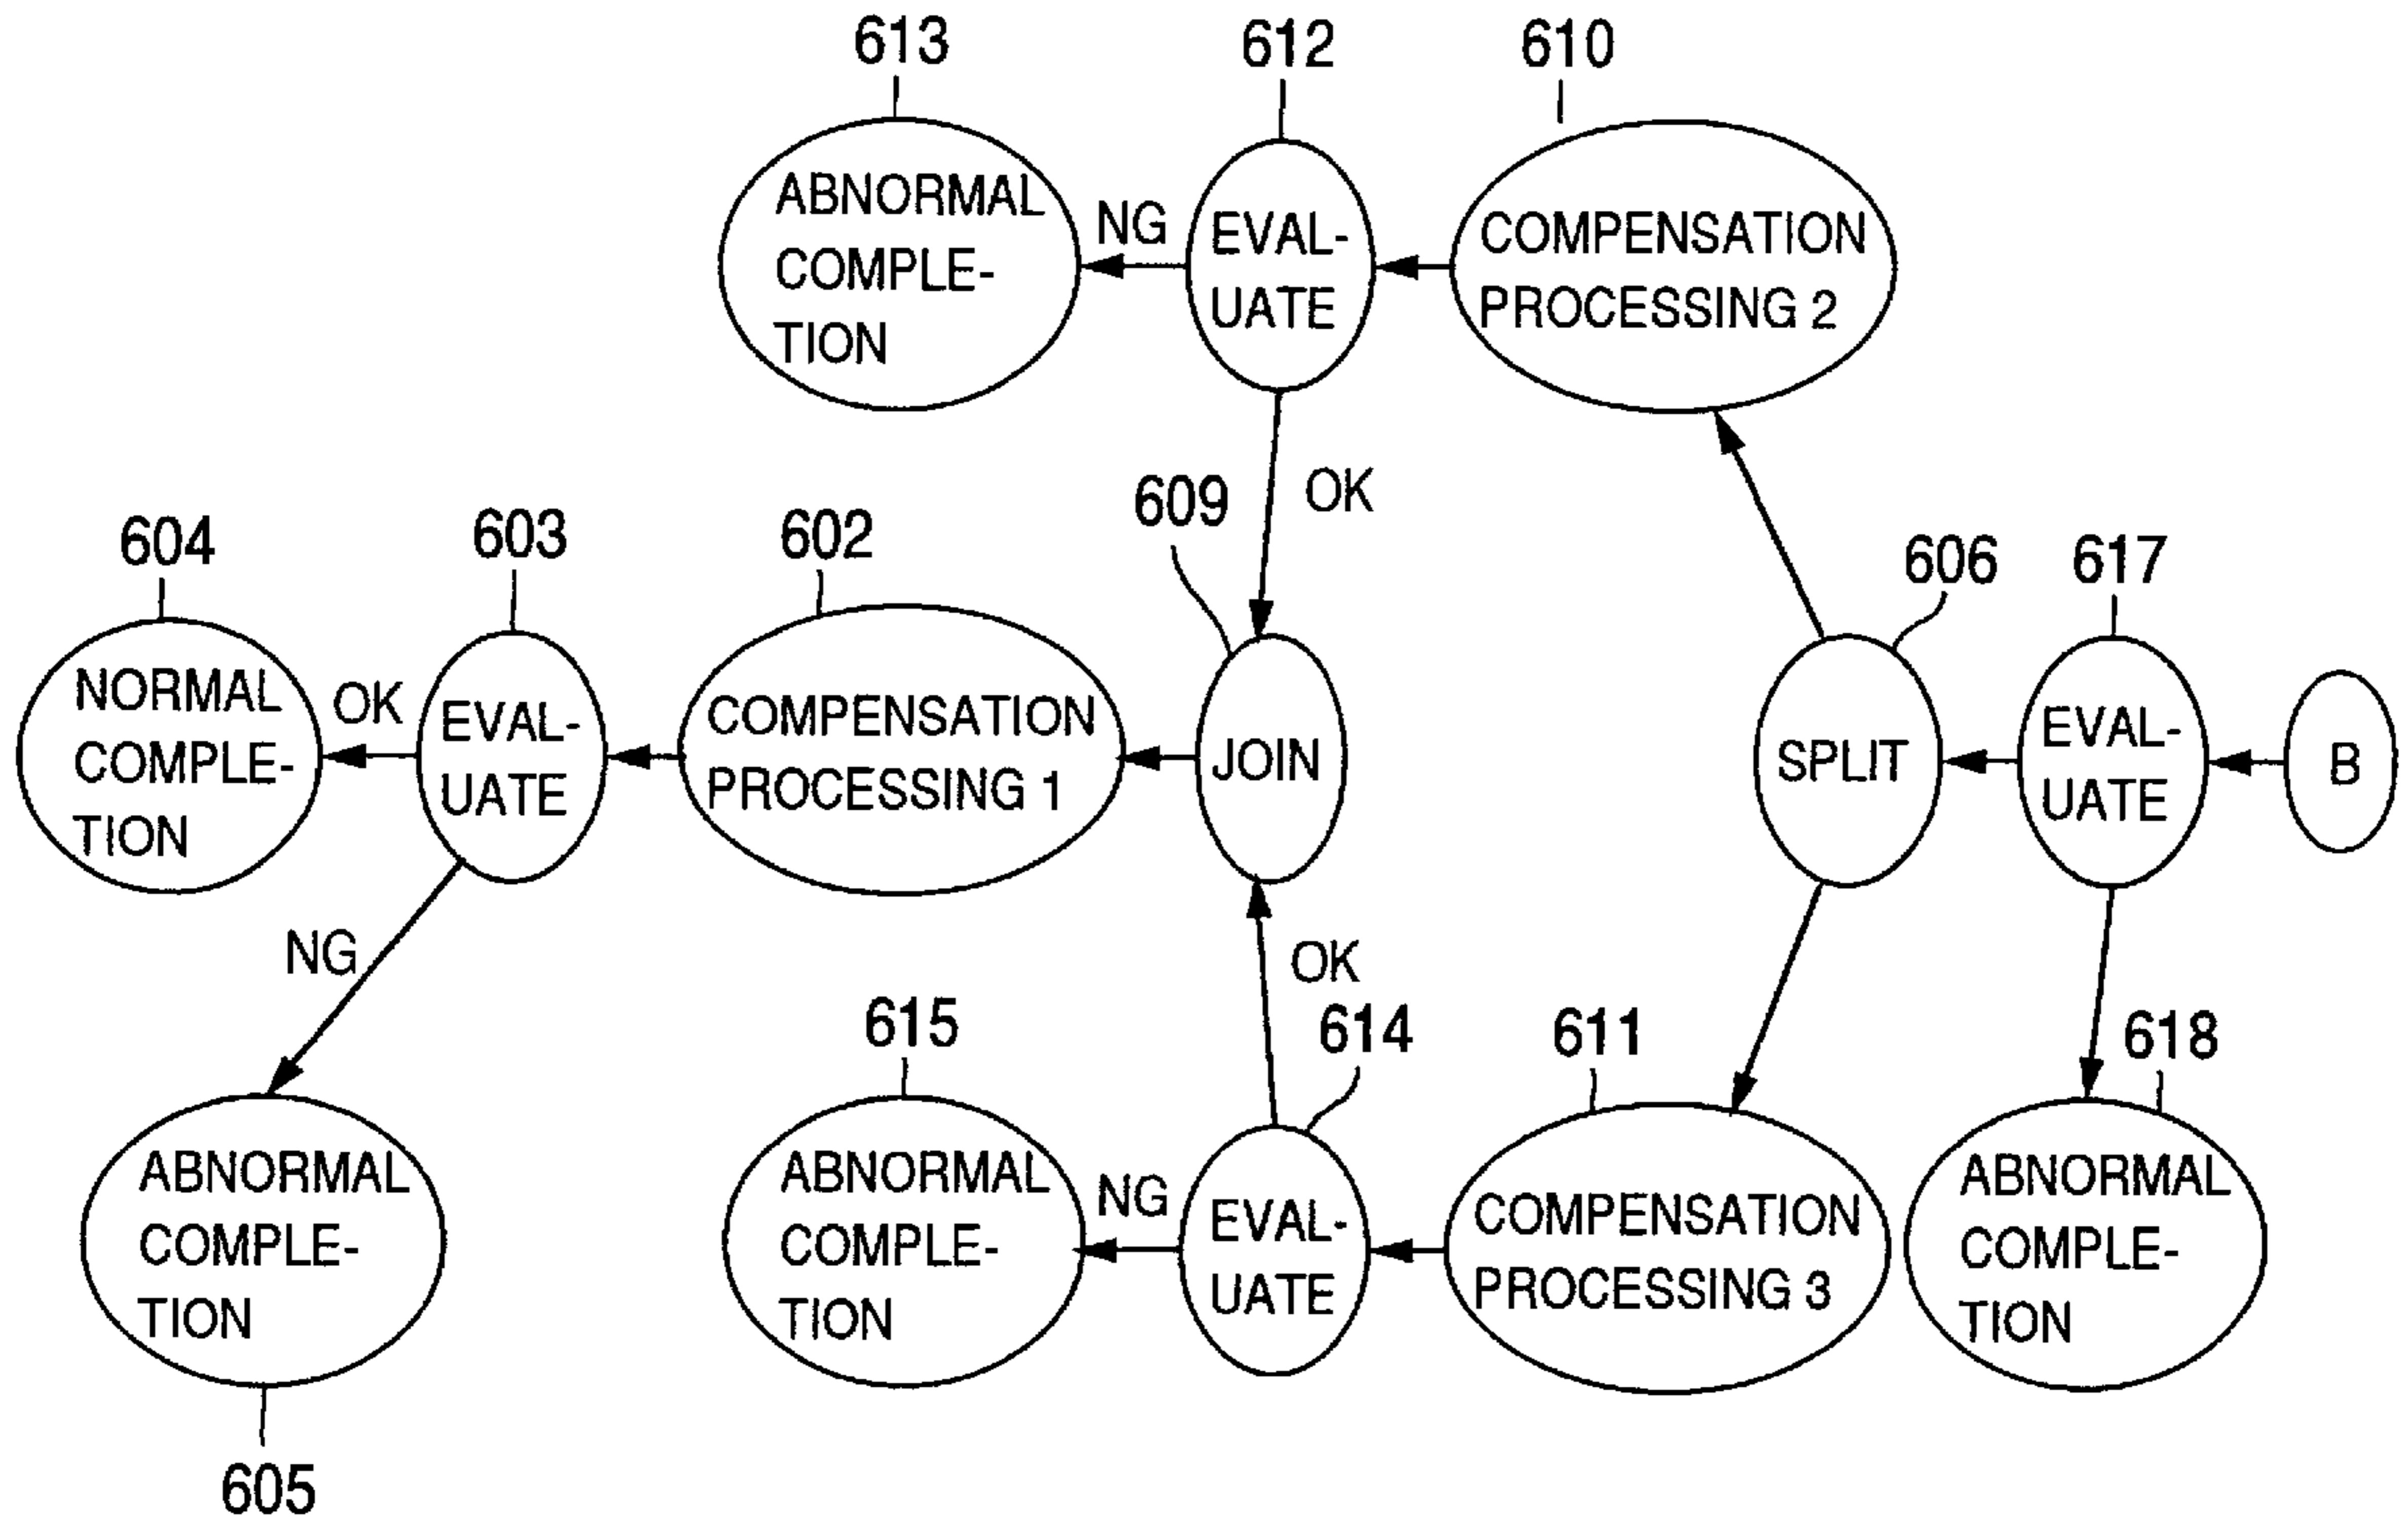 613
612
610
ABNORMAL
COMPLE-
TION
NG
EVAL-
UATE
COMPENSATION
PROCESSING 2
OK
609
604
603
602
606
617
NORMAL
COMPLE-
TION
OK
EVAL-
UATE
COMPENSATION
PROCESSING 1
JOIN
SPLIT
EVAL-
UATE
B
NG
OK
615
614
611
618
ABNORMAL
COMPLE-
TION
ABNORMAL
COMPLE-
TION
NG
EVAL-
UATE
COMPENSATION
PROCESSING 3
ABNORMAL
COMPLE-
TION
605